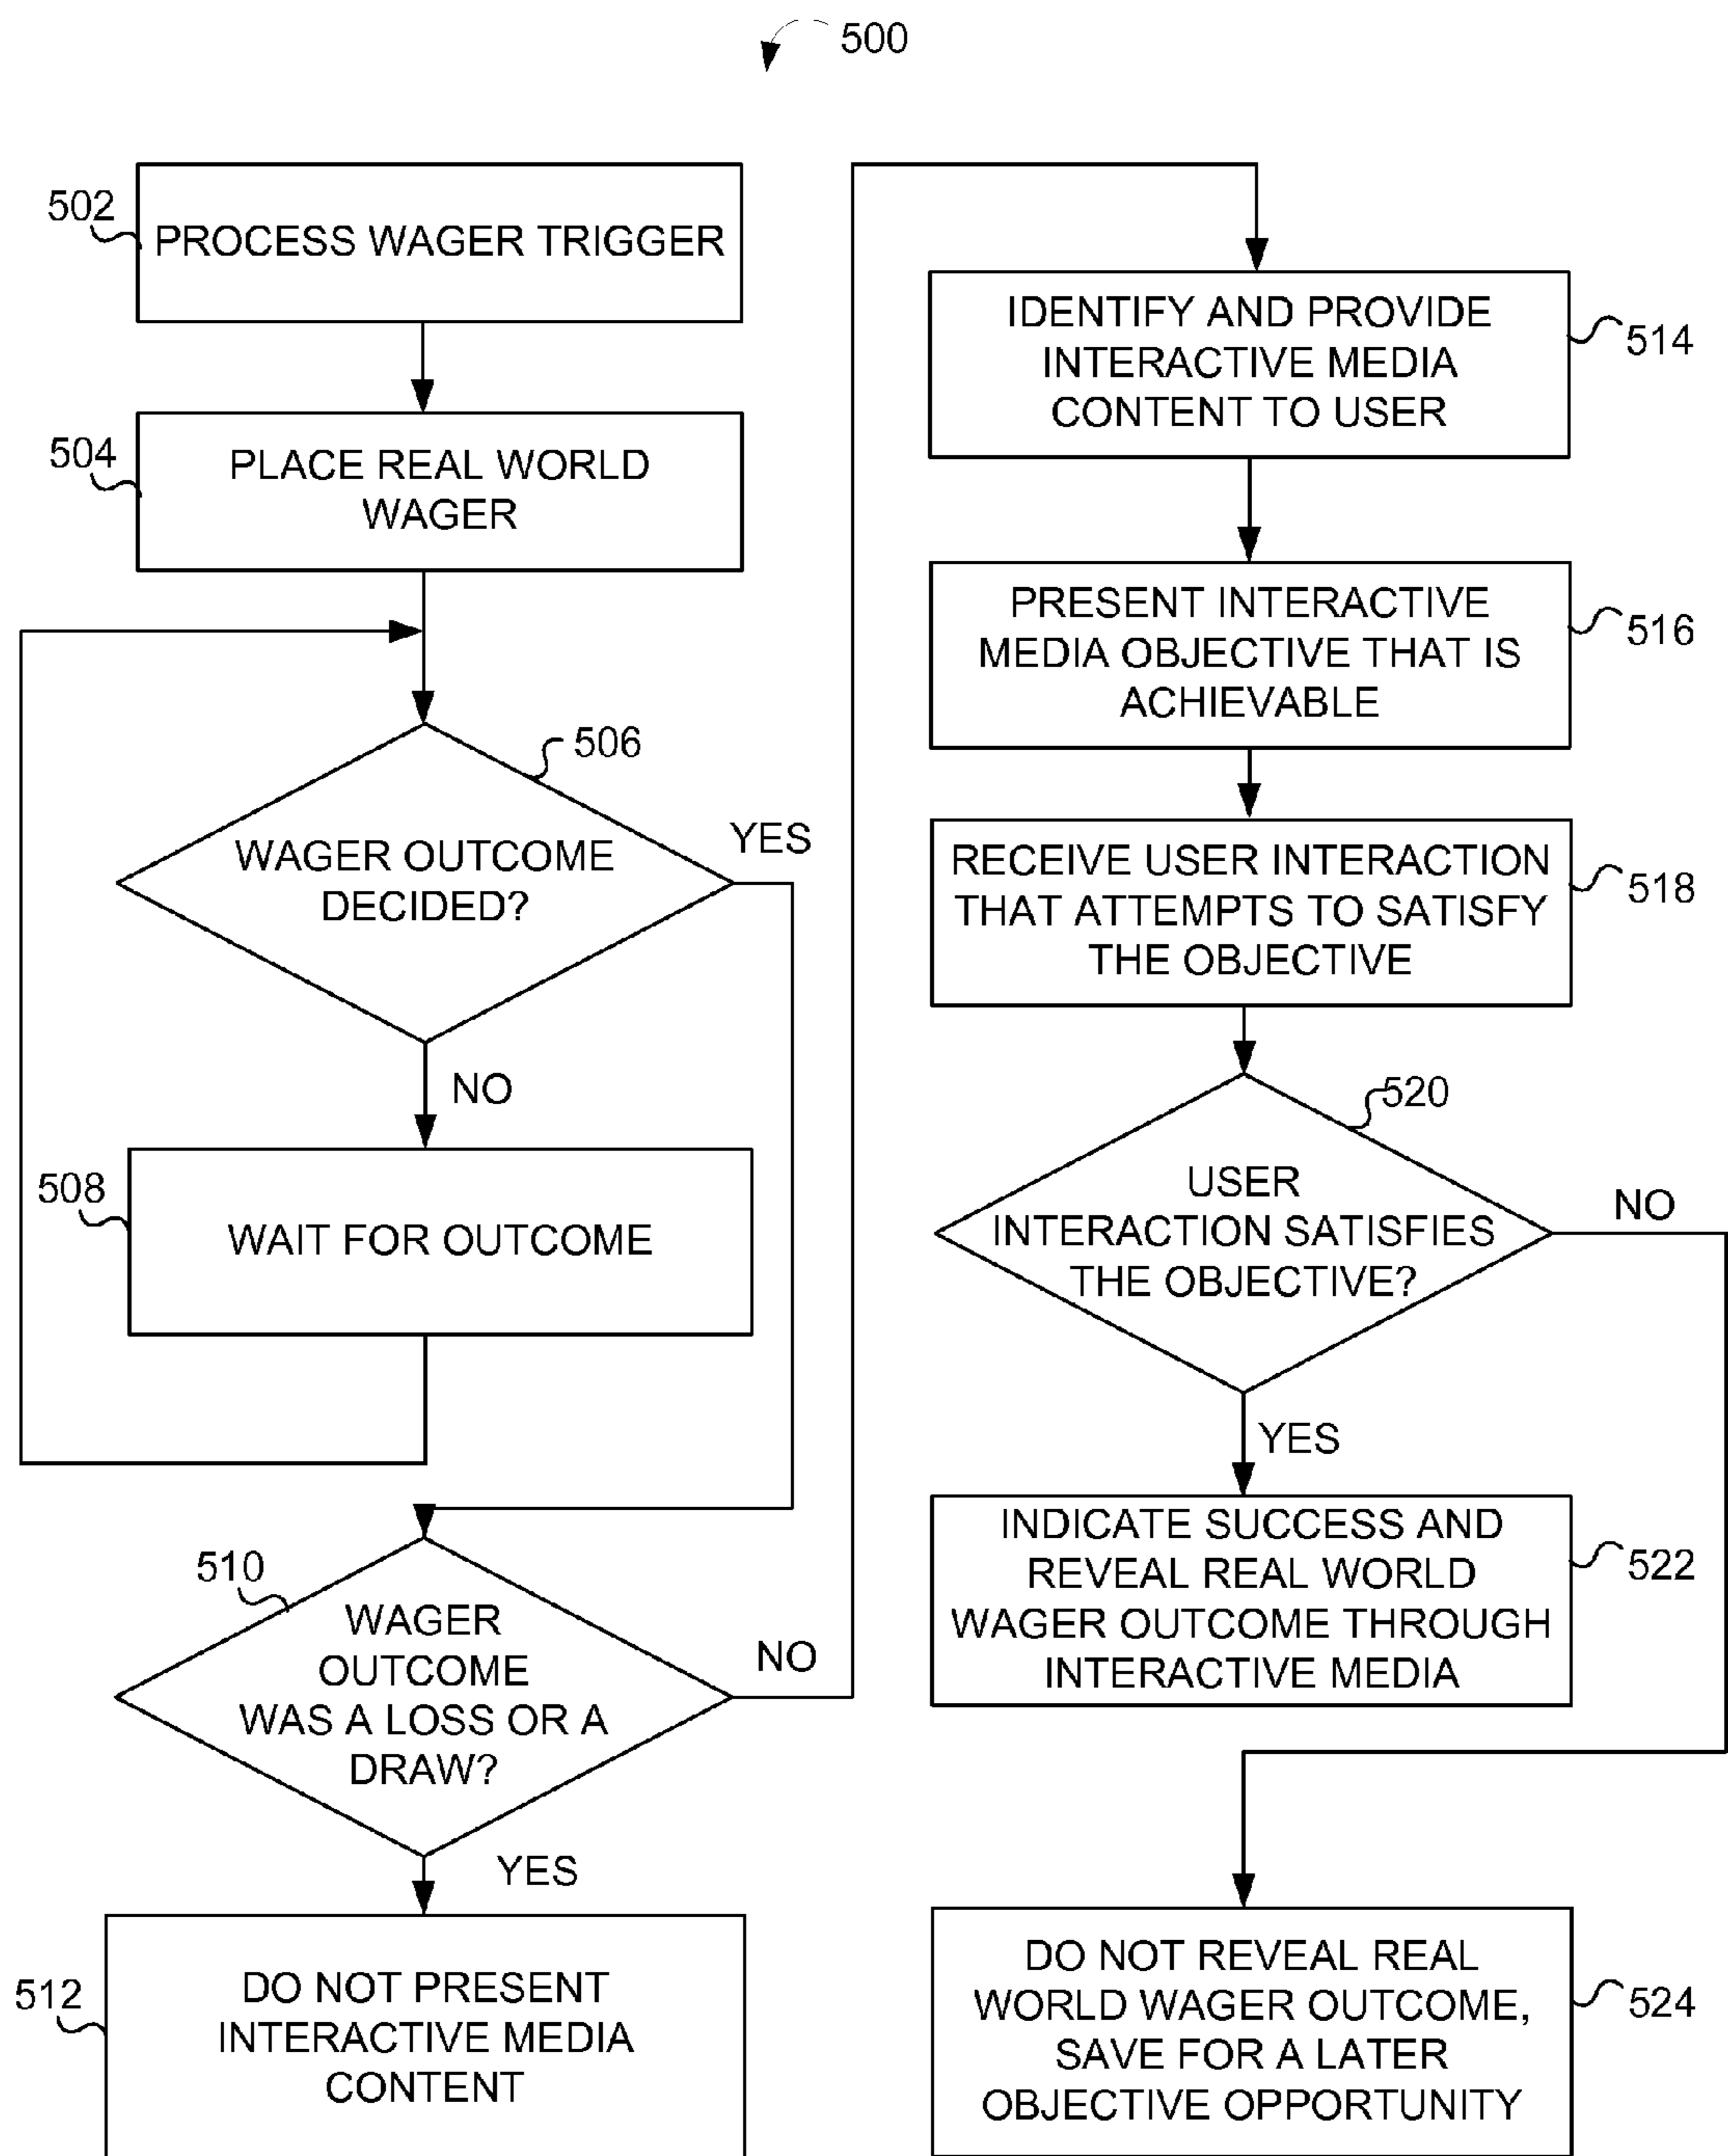 500
502
PROCESS WAGER TRIGGER
504
PLACE REAL WORLD
WAGER
506
WAGER OUTCOME
DECIDED?
YES
NO
508
WAIT FOR OUTCOME
510
WAGER
OUTCOME
WAS A LOSS OR A
DRAW?
NO
YES
512
DO NOT PRESENT
INTERACTIVE MEDIA
CONTENT
IDENTIFY AND PROVIDE
INTERACTIVE MEDIA
CONTENT TO USER
514
PRESENT INTERACTIVE
MEDIA OBJECTIVE THAT IS
ACHIEVABLE
516
RECEIVE USER INTERACTION
THAT ATTEMPTS TO SATISFY
THE OBJECTIVE
518
520
USER
INTERACTION SATISFIES
THE OBJECTIVE?
NO
YES
INDICATE SUCCESS AND
REVEAL REAL WORLD
WAGER OUTCOME THROUGH
INTERACTIVE MEDIA
522
DO NOT REVEAL REAL
WORLD WAGER OUTCOME,
SAVE FOR A LATER
OBJECTIVE OPPORTUNITY
524